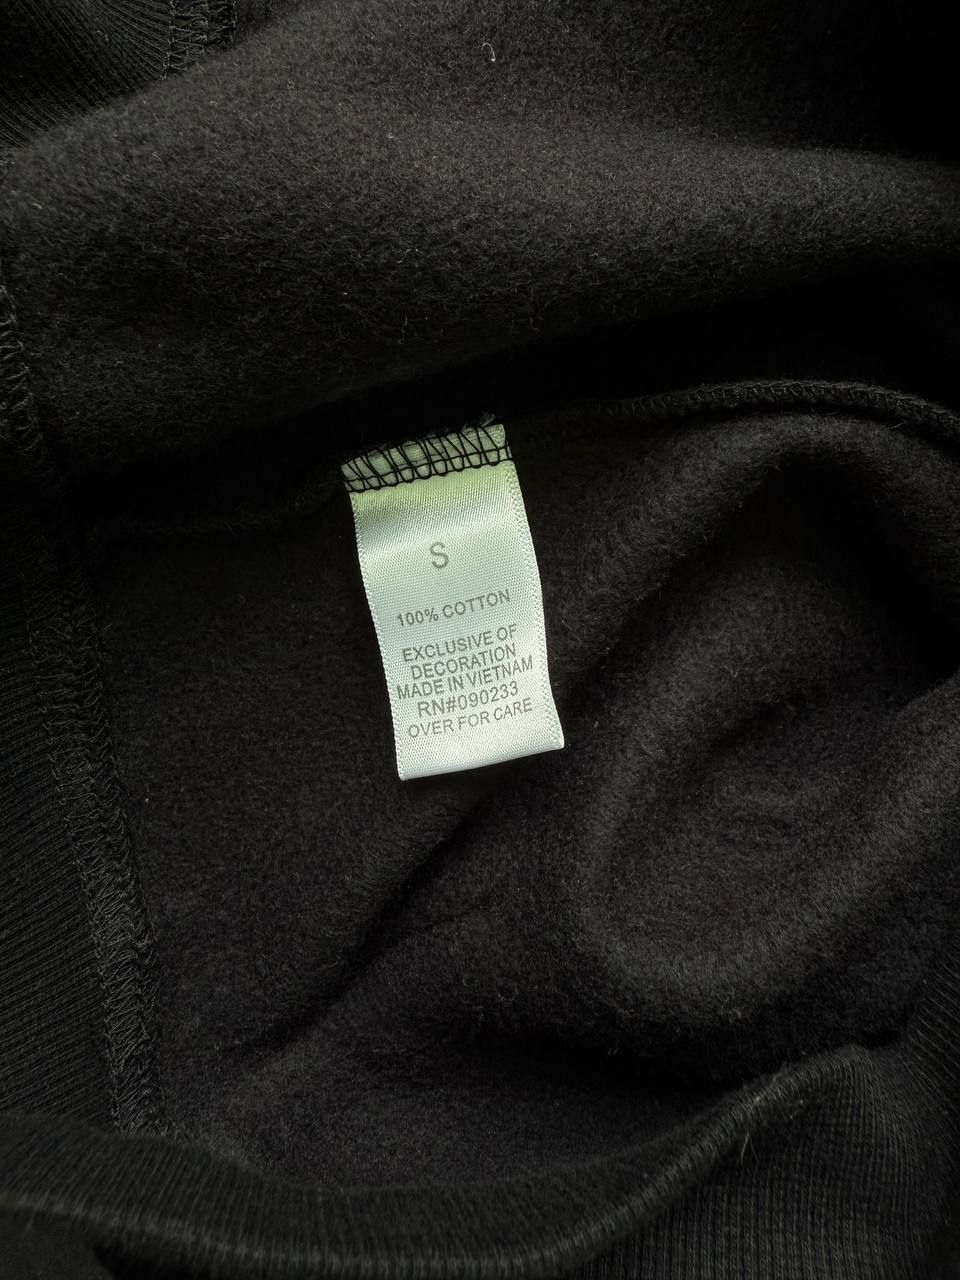 S
100% COTTON
EXCLUSIVE OF
DECORATION
MADE IN VIETNAM
RN#090233
OVER FOR CARE